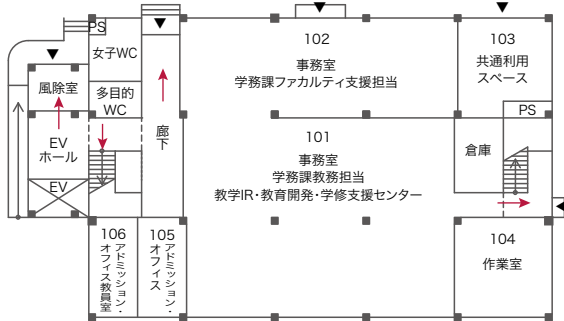 PS
女子WC
102
事務室
学務課ファカルティ支援担当
103
共通利用
スペース
風除室
多目的
WC
PS
EV
ホール
廊下
101
事務室
学務課教務担当
教学IR・教育開発・学修支援センター
倉庫
EV
106
アドミッション・
オフィス教員室
105
アドミッション・
オフィス
104
作業室